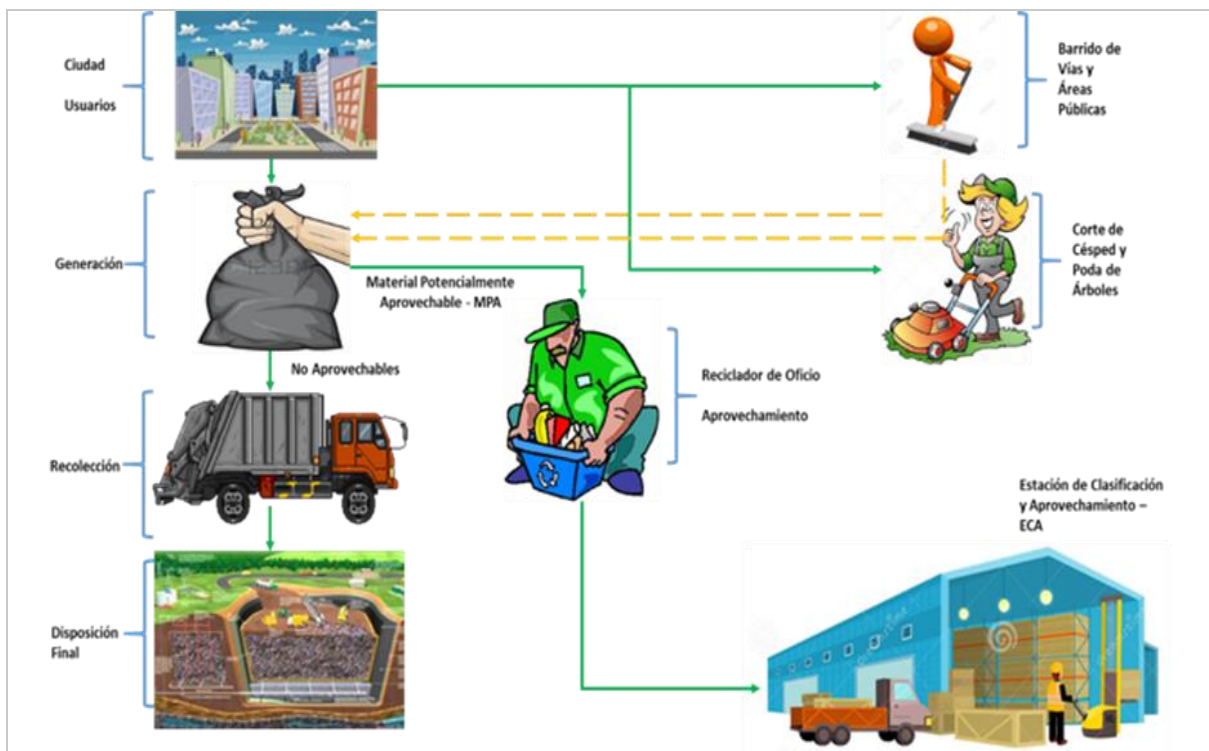 Ciudad
Usuarios
Barrido de
Vías y
Áreas
Públicas
Generación
Material Potencialmente
Aprovechable - MPA
Corte de
Césped y
Poda de
Árboles
No Aprovechables
Reciclador de Oficio
Aprovechamiento
Recolección
Estación de Clasificación
y Aprovechamiento –
ECA
Disposición
Final